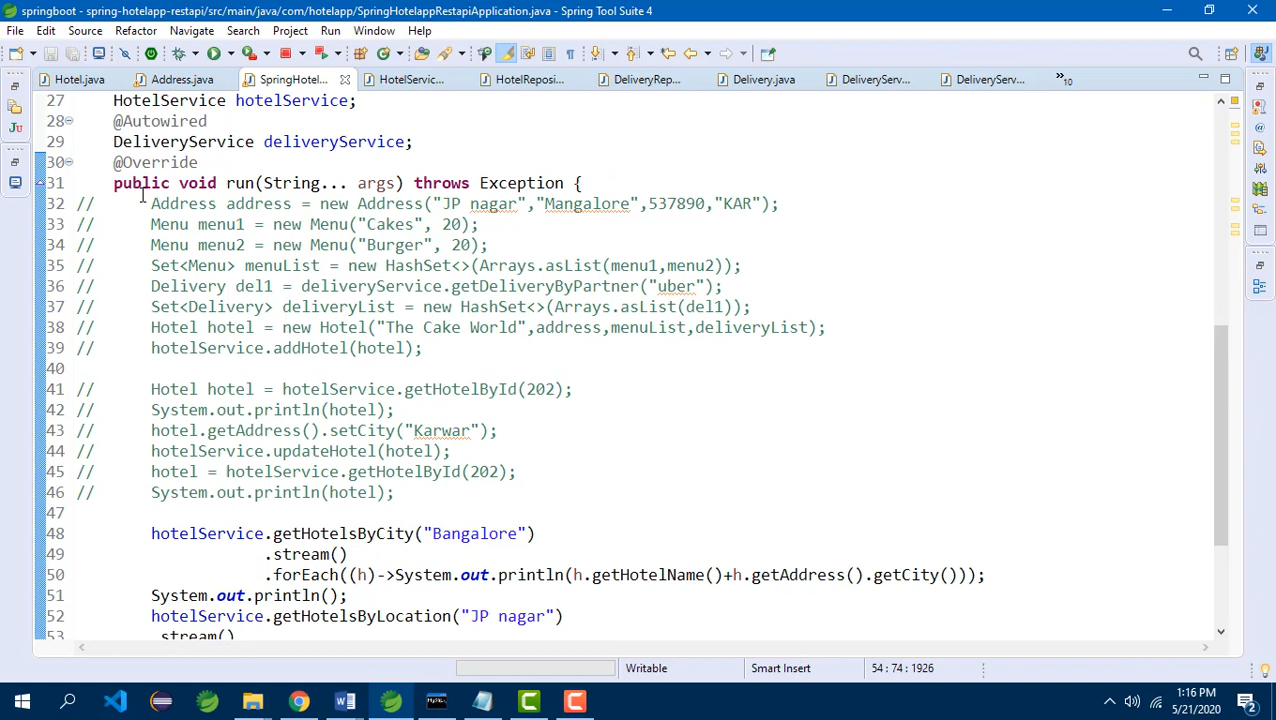 springboot - spring-hotelapp-restapi/src/main/java/com/hotelapp/SpringHotelappRestapiApplication.java - Spring Tool Suite 4
File Edit Source Refactor Navigate Search Project Run Window Help
Hotel.java Address.java SpringHotel... HotelServic... HotelReposi... DeliveryRep... Delivery.java DeliveryServ... DeliveryServ... »10
27 HotelService hotelService;
28 @Autowired
29 DeliveryService deliveryService;
30 @Override
31 public void run(String... args) throws Exception {
32 // Address address = new Address("JP nagar","Mangalore",537890,"KAR");
33 // Menu menu1 = new Menu("Cakes", 20);
34 // Menu menu2 = new Menu("Burger", 20);
35 // Set<Menu> menuList = new HashSet<>(Arrays.asList(menu1,menu2));
36 // Delivery del1 = deliveryService.getDeliveryByPartner("uber");
37 // Set<Delivery> deliveryList = new HashSet<>(Arrays.asList(del1));
38 // Hotel hotel = new Hotel("The Cake World",address,menuList,deliveryList);
39 // hotelService.addHotel(hotel);
40
41 // Hotel hotel = hotelService.getHotelById(202);
42 // System.out.println(hotel);
43 // hotel.getAddress().setCity("Karwar");
44 // hotelService.updateHotel(hotel);
45 // hotel = hotelService.getHotelById(202);
46 // System.out.println(hotel);
47
48 hotelService.getHotelsByCity("Bangalore")
49 .stream()
50 .forEach((h)->System.out.println(h.getHotelName()+h.getAddress().getCity()));
51 System.out.println();
52 hotelService.getHotelsByLocation("JP nagar")
53 .stream()
Writable Smart Insert 54 : 74 : 1926
1:16 PM
5/21/2020
2